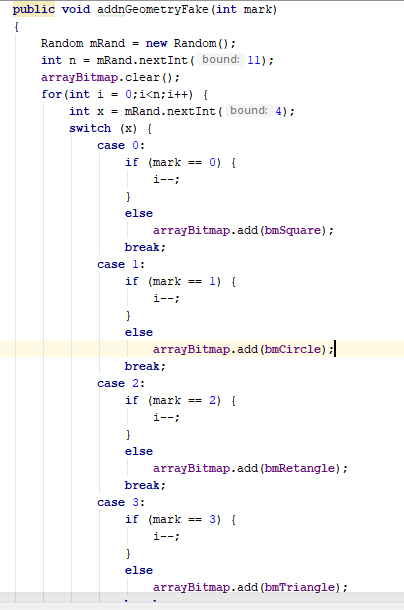 public void addnGeometryFake(int mark)
{
    Random mRand = new Random();
    int n = mRand.nextInt( bound: 11);
    arrayBitmap.clear();
    for(int i = 0;i<n;i++) {
        int x = mRand.nextInt( bound: 4);
        switch (x) {
            case 0:
                if (mark == 0) {
                    i--;
                }
                else
                    arrayBitmap.add(bmSquare);
                break;
            case 1:
                if (mark == 1) {
                    i--;
                }
                else
                    arrayBitmap.add(bmCircle);
                break;
            case 2:
                if (mark == 2) {
                    i--;
                }
                else
                    arrayBitmap.add(bmRetangle);
                break;
            case 3:
                if (mark == 3) {
                    i--;
                }
                else
                    arrayBitmap.add(bmTriangle);